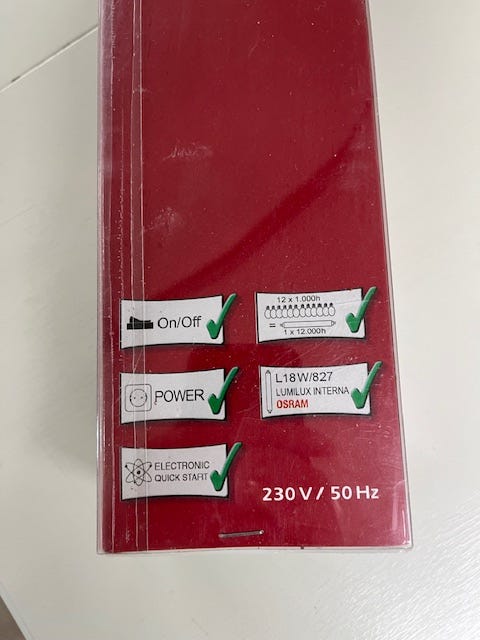 On/Off
12 x 1.000h
=
1 x 12.000h
POWER
L18W/827
LUMILUX INTERNA
OSRAM
ELECTRONIC
QUICK START
230 V / 50 Hz